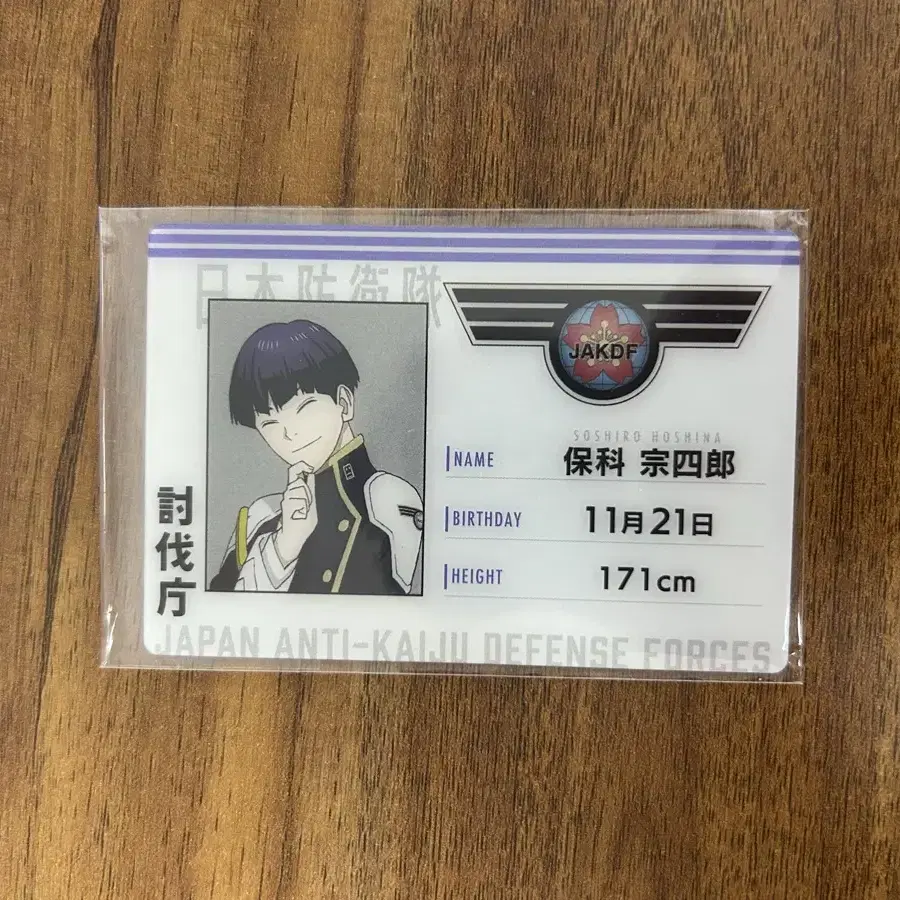 日本防衛隊
JAKDF
SOSHIRO HOSHINA
NAME 保科 宗四郎
BIRTHDAY 11月21日
HEIGHT 171cm
討伐庁
JAPAN ANTI-KAIJU DEFENSE FORCES